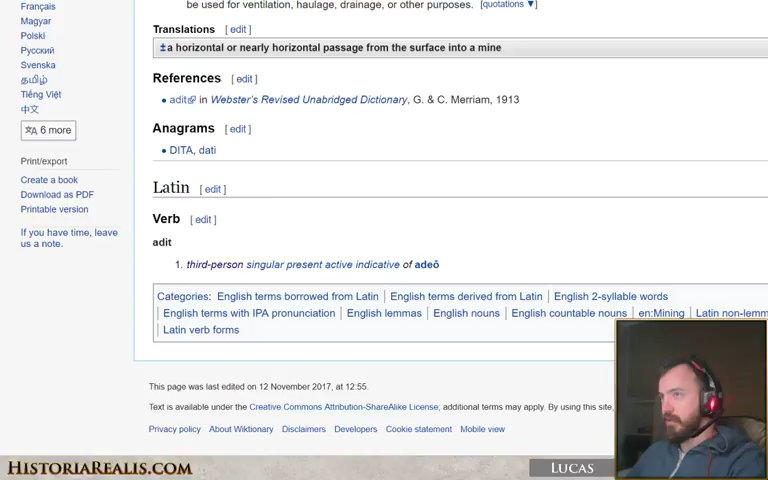 be used for ventilation, haulage, drainage, or other purposes. [quotations ▼]
Français
Magyar
Polski
Русский
Svenska
தமிழ்
Tiếng Việt
中文
6 more
Print/export
Create a book
Download as PDF
Printable version
If you have time, leave
us a note.
Translations [ edit ]
±a horizontal or nearly horizontal passage from the surface into a mine
References [ edit ]
• adit in Webster's Revised Unabridged Dictionary, G. & C. Merriam, 1913
Anagrams [ edit ]
• DITA, dati
Latin [ edit ]
Verb [ edit ]
adit
1. third-person singular present active indicative of adeō
Categories: English terms borrowed from Latin | English terms derived from Latin | English 2-syllable words
| English terms with IPA pronunciation | English lemmas | English nouns | English countable nouns | en:Mining | Latin non-lemm
| Latin verb forms
This page was last edited on 12 November 2017, at 12:55.
Text is available under the Creative Commons Attribution-ShareAlike License; additional terms may apply. By using this site,
Privacy policy About Wiktionary Disclaimers Developers Cookie statement Mobile view
HISTORIAREALIS.COM
LUCAS